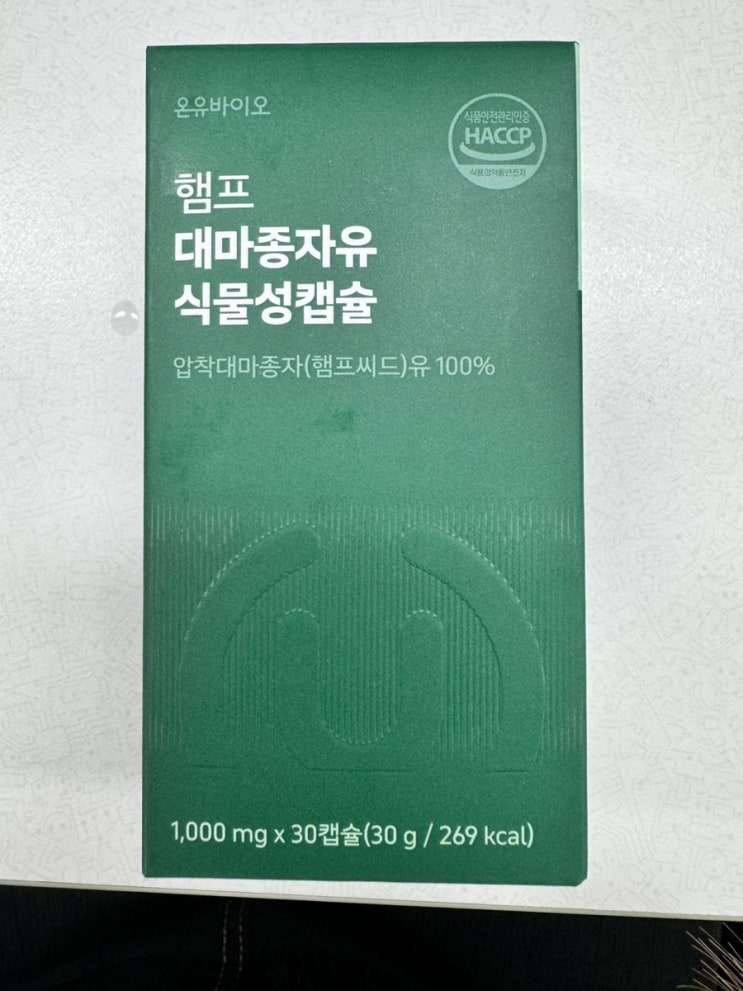 온유바이오
식품안전관리인증
HACCP
식품의약품안전처
햄프
대마종자유
식물성캡슐
압착대마종자(햄프씨드)유 100%
1,000 mg x 30캡슐(30 g / 269 kcal)